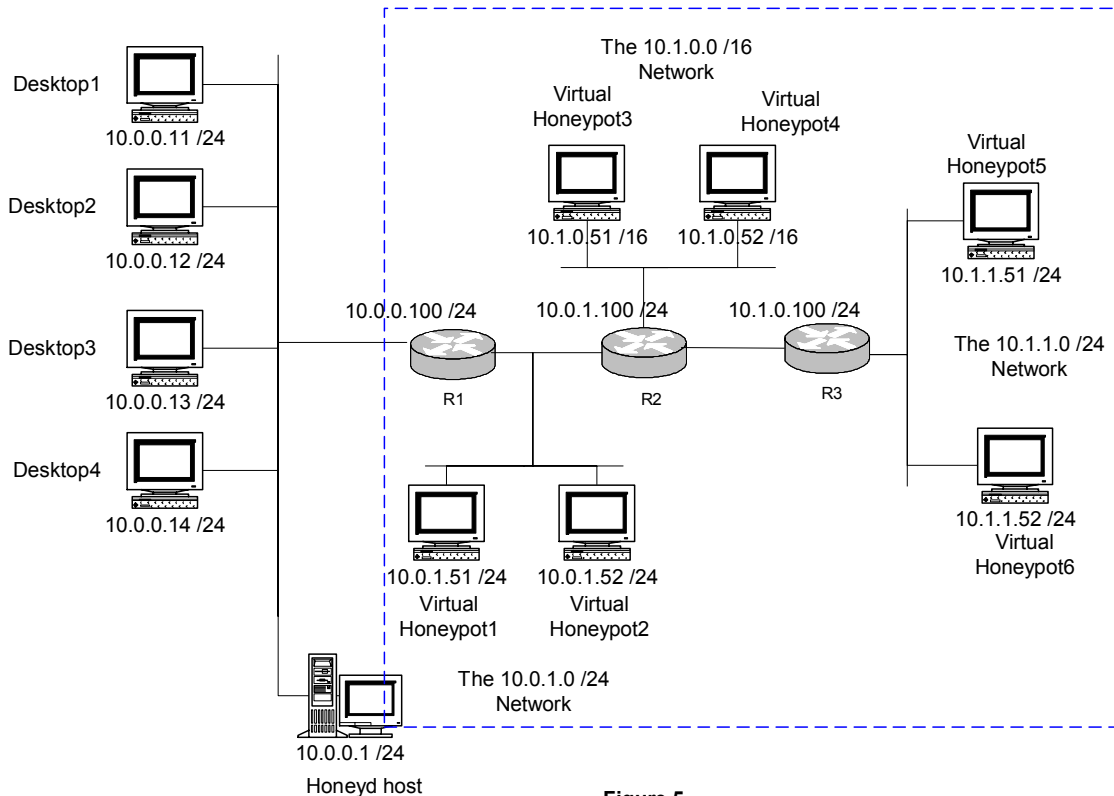 The 10.1.0.0 /16
Network
Desktop1
10.0.0.11 /24
Virtual
Honeypot3
Virtual
Honeypot4
Virtual
Honeypot5
Desktop2
10.0.0.12 /24
10.1.0.51 /16
10.1.0.52 /16
10.1.1.51 /24
10.0.0.100 /24
10.0.1.100 /24
10.1.0.100 /24
Desktop3
10.0.0.13 /24
The 10.1.1.0 /24
Network
R1
R2
R3
Desktop4
10.0.0.14 /24
10.1.1.52 /24
Virtual
Honeypot6
10.0.1.51 /24
Virtual
Honeypot1
10.0.1.52 /24
Virtual
Honeypot2
The 10.0.1.0 /24
Network
10.0.0.1 /24
Honeyd host
Figure 5